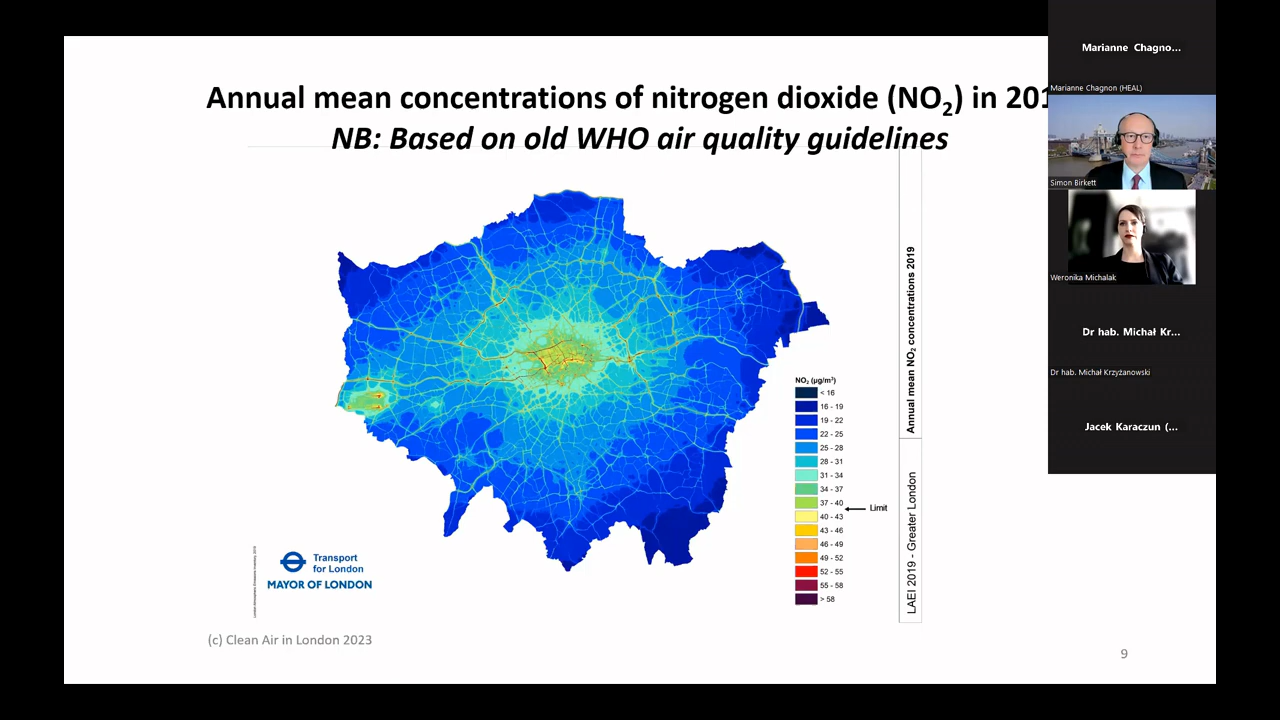 Annual mean concentrations of nitrogen dioxide (NO2) in 201
NB: Based on old WHO air quality guidelines
Annual mean NO2 concentrations 2019
LAEI 2019 - Greater London
NO2 (µg/m3)
< 16
16 - 19
19 - 22
22 - 25
25 - 28
28 - 31
31 - 34
34 - 37
37 - 40
40 - 43
Limit
43 - 46
46 - 49
49 - 52
52 - 55
55 - 58
> 58
Transport
for London
MAYOR OF LONDON
(c) Clean Air in London 2023
9
Marianne Chagno...
Marianne Chagnon (HEAL)
Simon Birkett
Weronika Michalak
Dr hab. Michał Kr...
Dr hab. Michał Krzyżanowski
Jacek Karaczun (...